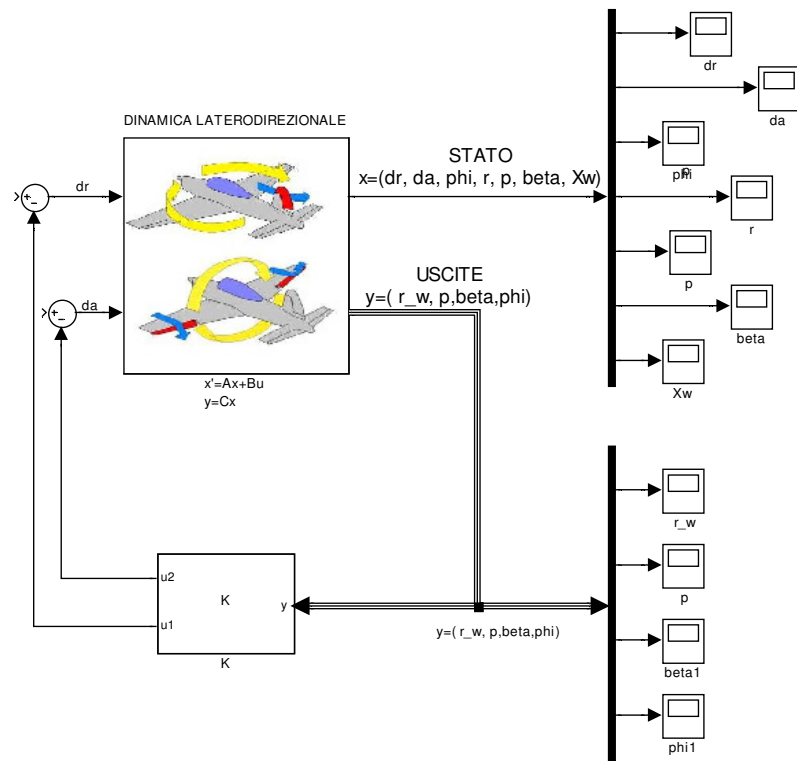 dr
da
DINAMICA LATERODIREZIONALE
STATO
x=(dr, da, phi, r, p, beta, Xw)
phi
dr
r
USCITE
y=( r_w, p,beta,phi)
p
da
beta
x'=Ax+Bu
y=Cx
Xw
r_w
u2
K
y
p
u1
y=( r_w, p,beta,phi)
K
beta1
phi1